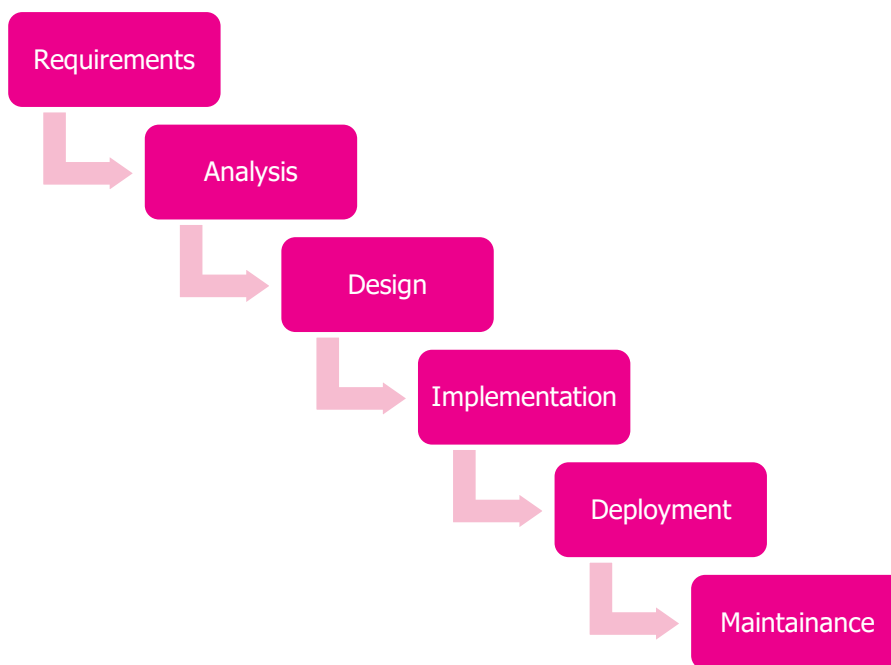 Requirements
Analysis
Design
Implementation
Deployment
Maintainance